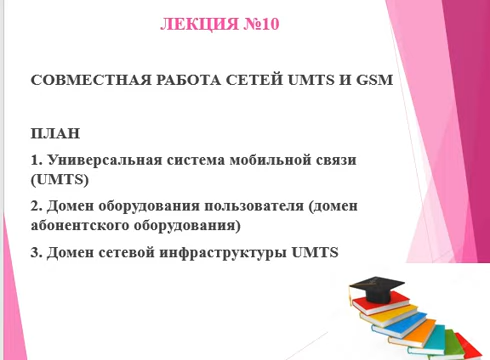 ЛЕКЦИЯ №10
СОВМЕСТНАЯ РАБОТА СЕТЕЙ UMTS И GSM
ПЛАН
1. Универсальная система мобильной связи
(UMTS)
2. Домен оборудования пользователя (домен
абонентского оборудования)
3. Домен сетевой инфраструктуры UMTS